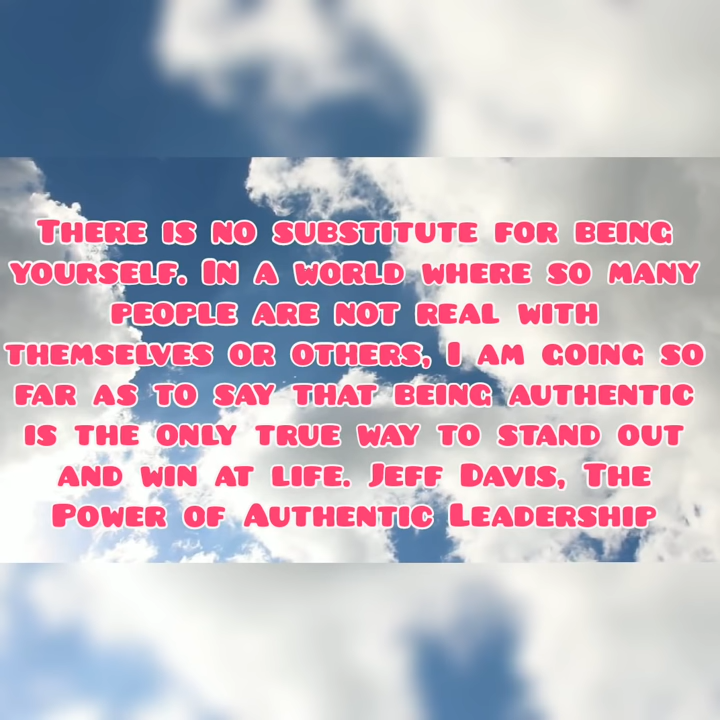 There is no substitute for being
yourself. In a world where so many
people are not real with
themselves or others, I am going so
far as to say that being authentic
is the only true way to stand out
and win at life. Jeff Davis, The
Power of Authentic Leadership